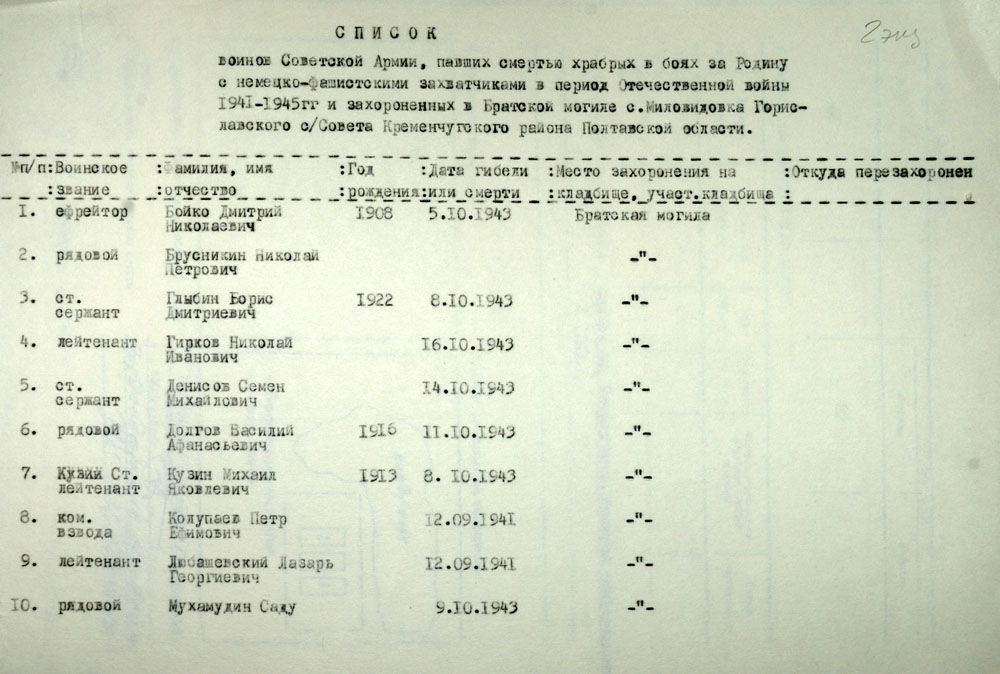 2 экз
СПИСОК
воинов Советской Армии, павших смертью храбрых в боях за Родину
с немецко-фашистскими захватчиками в период Отечественной войны
1941-1945гг и захороненных в Братской могиле с.Миловидовка Горис-
лавского с/Совета Кременчугского района Полтавской области.
№п/п:Воинское :Фамилия, имя :Год :Дата гибели :Место захоронения на :Откуда перезахоронен
:звание :отчество :рождения:или смерти :кладбище, участ.кладбища :
1. ефрейтор Бойко Дмитрий 1908 5.10.1943 Братская могила
Николаевич
2. рядовой Брусникин Николай -"-
Петрович
3. ст. Глыбин Борис 1922 8.10.1943 -"-
сержант Дмитриевич
4. лейтенант Гирков Николай 16.10.1943 -"-
Иванович
5. ст. Денисов Семен 14.10.1943 -"-
сержант Михайлович
6. рядовой Долгов Василий 1916 11.10.1943 -"-
Афанасьевич
7. Кузин Ст. Кузин Михаил 1913 8. 10.1943 -"-
лейтенант Яковлевич
8. ком. Колупаев Петр 12.09.1941 -"-
взвода Ефимович
9. лейтенант Любашевский Лазарь 12.09.1941 -"-
Георгиевич
10. рядовой Мухамудин Саду 9.10.1943 -"-